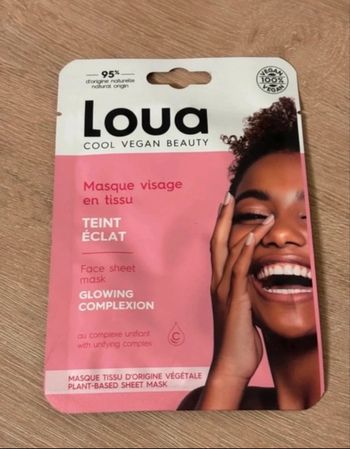 95%
d'origine naturelle
natural origin
VEGAN
100%
VEGAN
Loua
COOL VEGAN BEAUTY
Masque visage
en tissu
TEINT
ÉCLAT
Face sheet
mask
GLOWING
COMPLEXION
au complexe unifiant
with unifying complex
C
MASQUE TISSU D'ORIGINE VÉGÉTALE
PLANT-BASED SHEET MASK